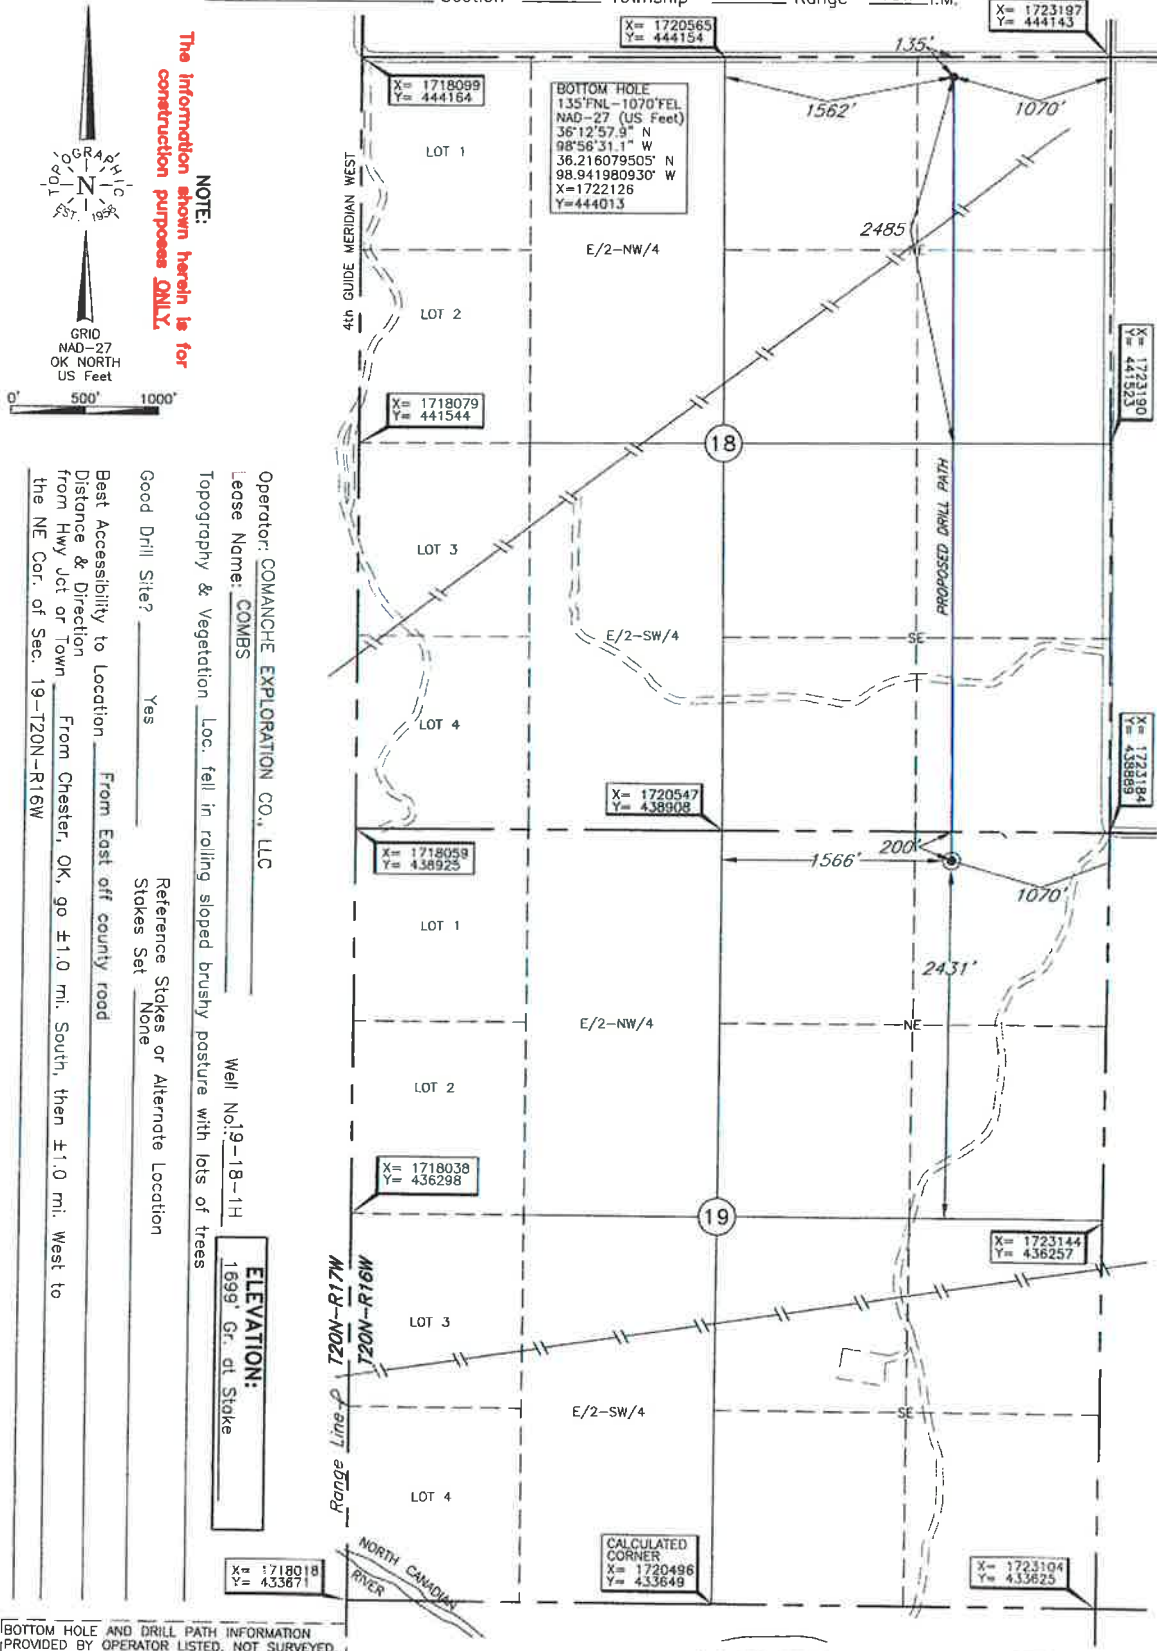 Section Township Range I.M.
X= 1720565
Y= 444154
X= 1723197
Y= 444143
135'
X= 1718099
Y= 444164
BOTTOM HOLE
135'FNL-1070'FEL
NAD-27 (US Feet)
36°12'57.9" N
98°56'31.1" W
36.216079505° N
98.941980930° W
X=1722126
Y=444013
1562'
1070'
LOT 1
4th GUIDE MERIDIAN WEST
2485'
E/2-NW/4
NE
LOT 2
X= 1723190
Y= 441523
X= 1718079
Y= 441544
18
PROPOSED DRILL PATH
LOT 3
E/2-SW/4
SE
LOT 4
X= 1723184
Y= 438889
X= 1720547
Y= 438908
X= 1718059
Y= 438925
200'
1566'
1070'
LOT 1
2431'
E/2-NW/4
NE
LOT 2
X= 1718038
Y= 436298
19
X= 1723144
Y= 436257
T20N-R17W
T20N-R16W
LOT 3
E/2-SW/4
SE
Range Line
LOT 4
NORTH CANADIAN
RIVER
CALCULATED
CORNER
X= 1720496
Y= 433649
X= 1723104
Y= 433625
X= 1718018
Y= 433671
NOTE:
The information shown herein is for
construction purposes ONLY.
TOPOGRAPHIC
N
EST. 1958
GRID
NAD-27
OK NORTH
US Feet
0' 500' 1000'
Operator: COMANCHE EXPLORATION CO., LLC
Lease Name: COMBS Well No.: 19-18-1H
ELEVATION:
1699' Gr. at Stake
Topography & Vegetation Loc. fell in rolling sloped brushy pasture with lots of trees
Good Drill Site? Yes
Reference Stakes or Alternate Location
Stakes Set None
Best Accessibility to Location From East off county road
Distance & Direction
from Hwy Jct or Town From Chester, OK, go ±1.0 mi. South, then ±1.0 mi. West to
the NE Cor. of Sec. 19-T20N-R16W
BOTTOM HOLE AND DRILL PATH INFORMATION
PROVIDED BY OPERATOR LISTED, NOT SURVEYED.